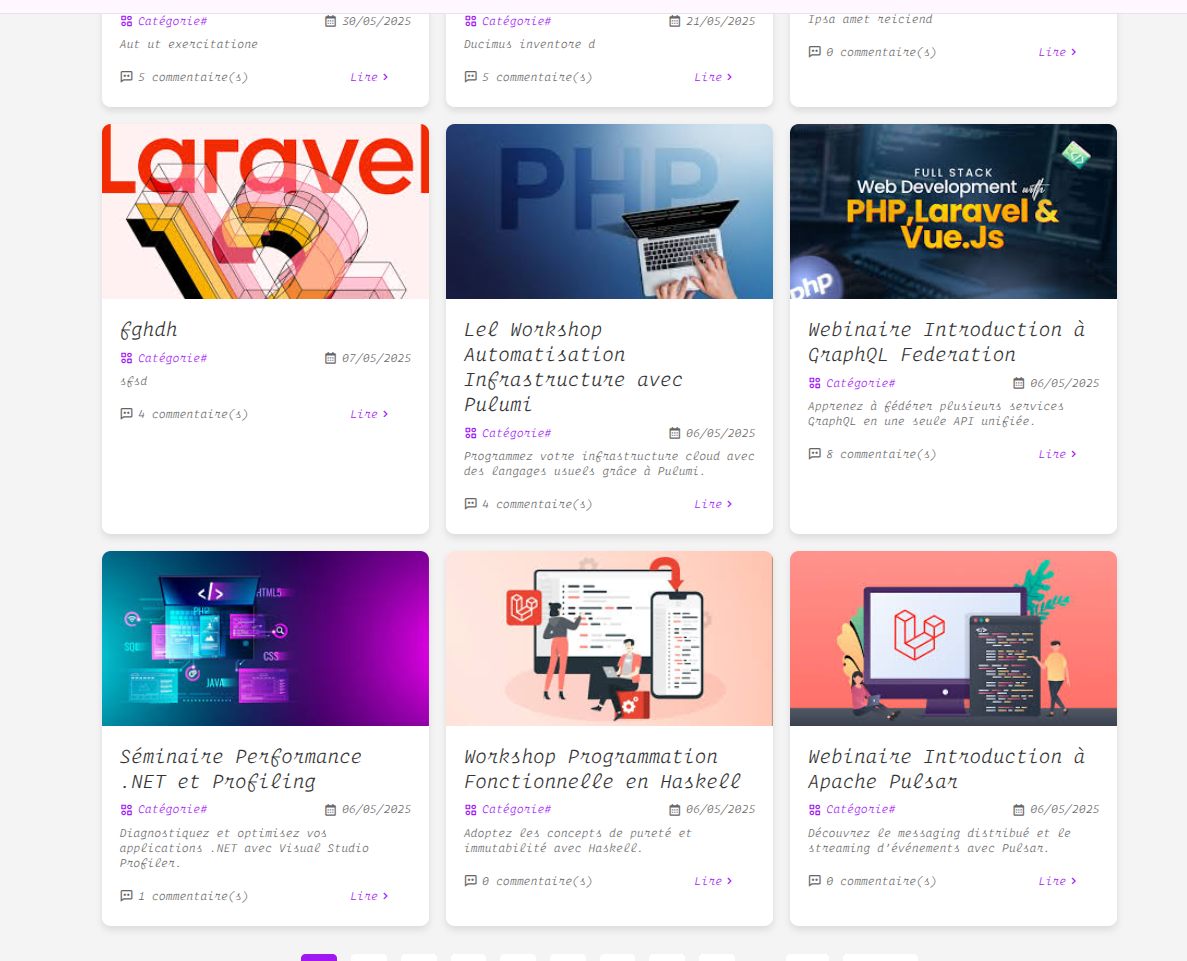 Catégorie# 30/05/2025
Aut ut exercitatione
5 commentaire(s) Lire
Catégorie# 21/05/2025
Ducimus inventore d
5 commentaire(s) Lire
Ipsa amet reiciend
0 commentaire(s) Lire
Laravel
12
fghdh
Catégorie# 07/05/2025
sfsd
4 commentaire(s) Lire
PHP
Lel Workshop
Automatisation
Infrastructure avec
Pulumi
Catégorie# 06/05/2025
Programmez votre infrastructure cloud avec
des langages usuels grâce à Pulumi.
4 commentaire(s) Lire
FULL STACK
Web Development with
PHP,Laravel &
Vue.Js
php
Webinaire Introduction à
GraphQL Federation
Catégorie# 06/05/2025
Apprenez à fédérer plusieurs services
GraphQL en une seule API unifiée.
8 commentaire(s) Lire
</>
HTML5
PHP
SQL
CSS
JAVA
Séminaire Performance
.NET et Profiling
Catégorie# 06/05/2025
Diagnostiquez et optimisez vos
applications .NET avec Visual Studio
Profiler.
1 commentaire(s) Lire
Workshop Programmation
Fonctionnelle en Haskell
Catégorie# 06/05/2025
Adoptez les concepts de pureté et
immutabilité avec Haskell.
0 commentaire(s) Lire
</>
Webinaire Introduction à
Apache Pulsar
Catégorie# 06/05/2025
Découvrez le messaging distribué et le
streaming d'événements avec Pulsar.
0 commentaire(s) Lire